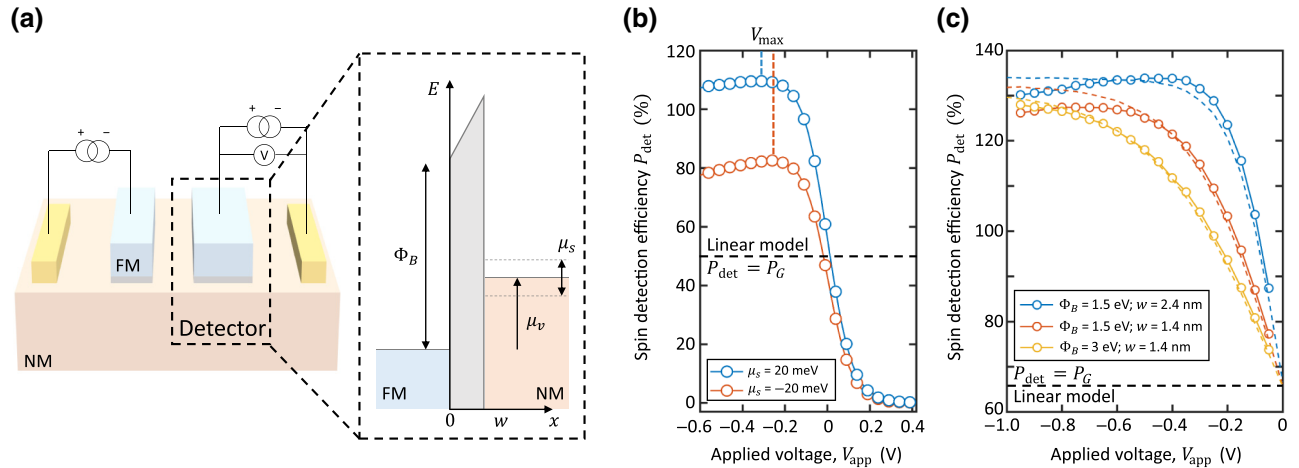 (a)
+ −
+ −
V
FM
Detector
NM
E
Φ_B
μ_s
μ_v
FM
NM
0 w x
(b)
V_max
Spin detection efficiency P_det (%)
120
100
80
60
40
20
0
Linear model
P_det = P_G
μ_s = 20 meV
μ_s = −20 meV
−0.6 −0.4 −0.2 0 0.2 0.4
Applied voltage, V_app (V)
(c)
Spin detection efficiency P_det (%)
140
130
120
110
100
90
80
70
60
Φ_B = 1.5 eV; w = 2.4 nm
Φ_B = 1.5 eV; w = 1.4 nm
Φ_B = 3 eV; w = 1.4 nm
P_det = P_G
Linear model
−1.0 −0.8 −0.6 −0.4 −0.2 0
Applied voltage, V_app (V)